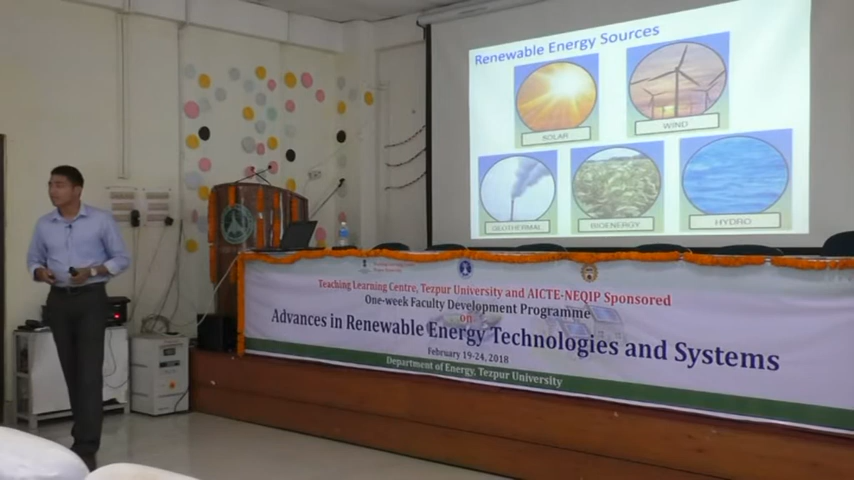 Renewable Energy Sources
SOLAR
WIND
GEOTHERMAL
BIOENERGY
HYDRO
Teaching Learning Centre, Tezpur University and AICTE-NEQIP Sponsored
One-week Faculty Development Programme
on
Advances in Renewable Energy Technologies and Systems
February 19-24, 2018
Department of Energy, Tezpur University